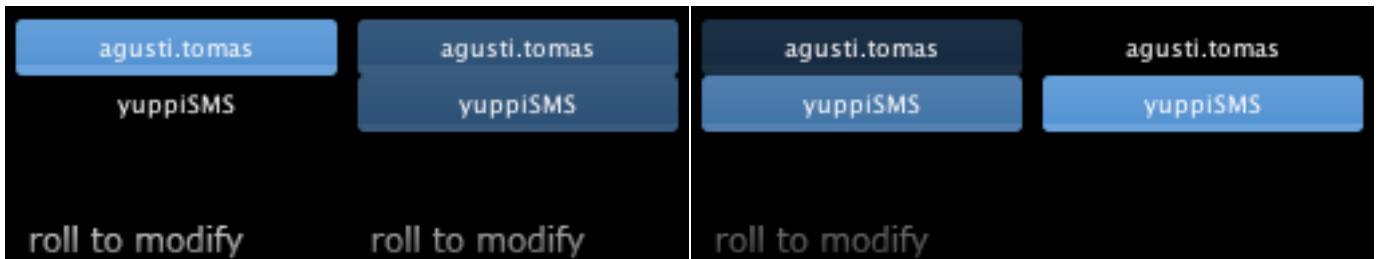 agusti.tomas agusti.tomas agusti.tomas agusti.tomas
yuppiSMS yuppiSMS yuppiSMS yuppiSMS
roll to modify roll to modify roll to modify